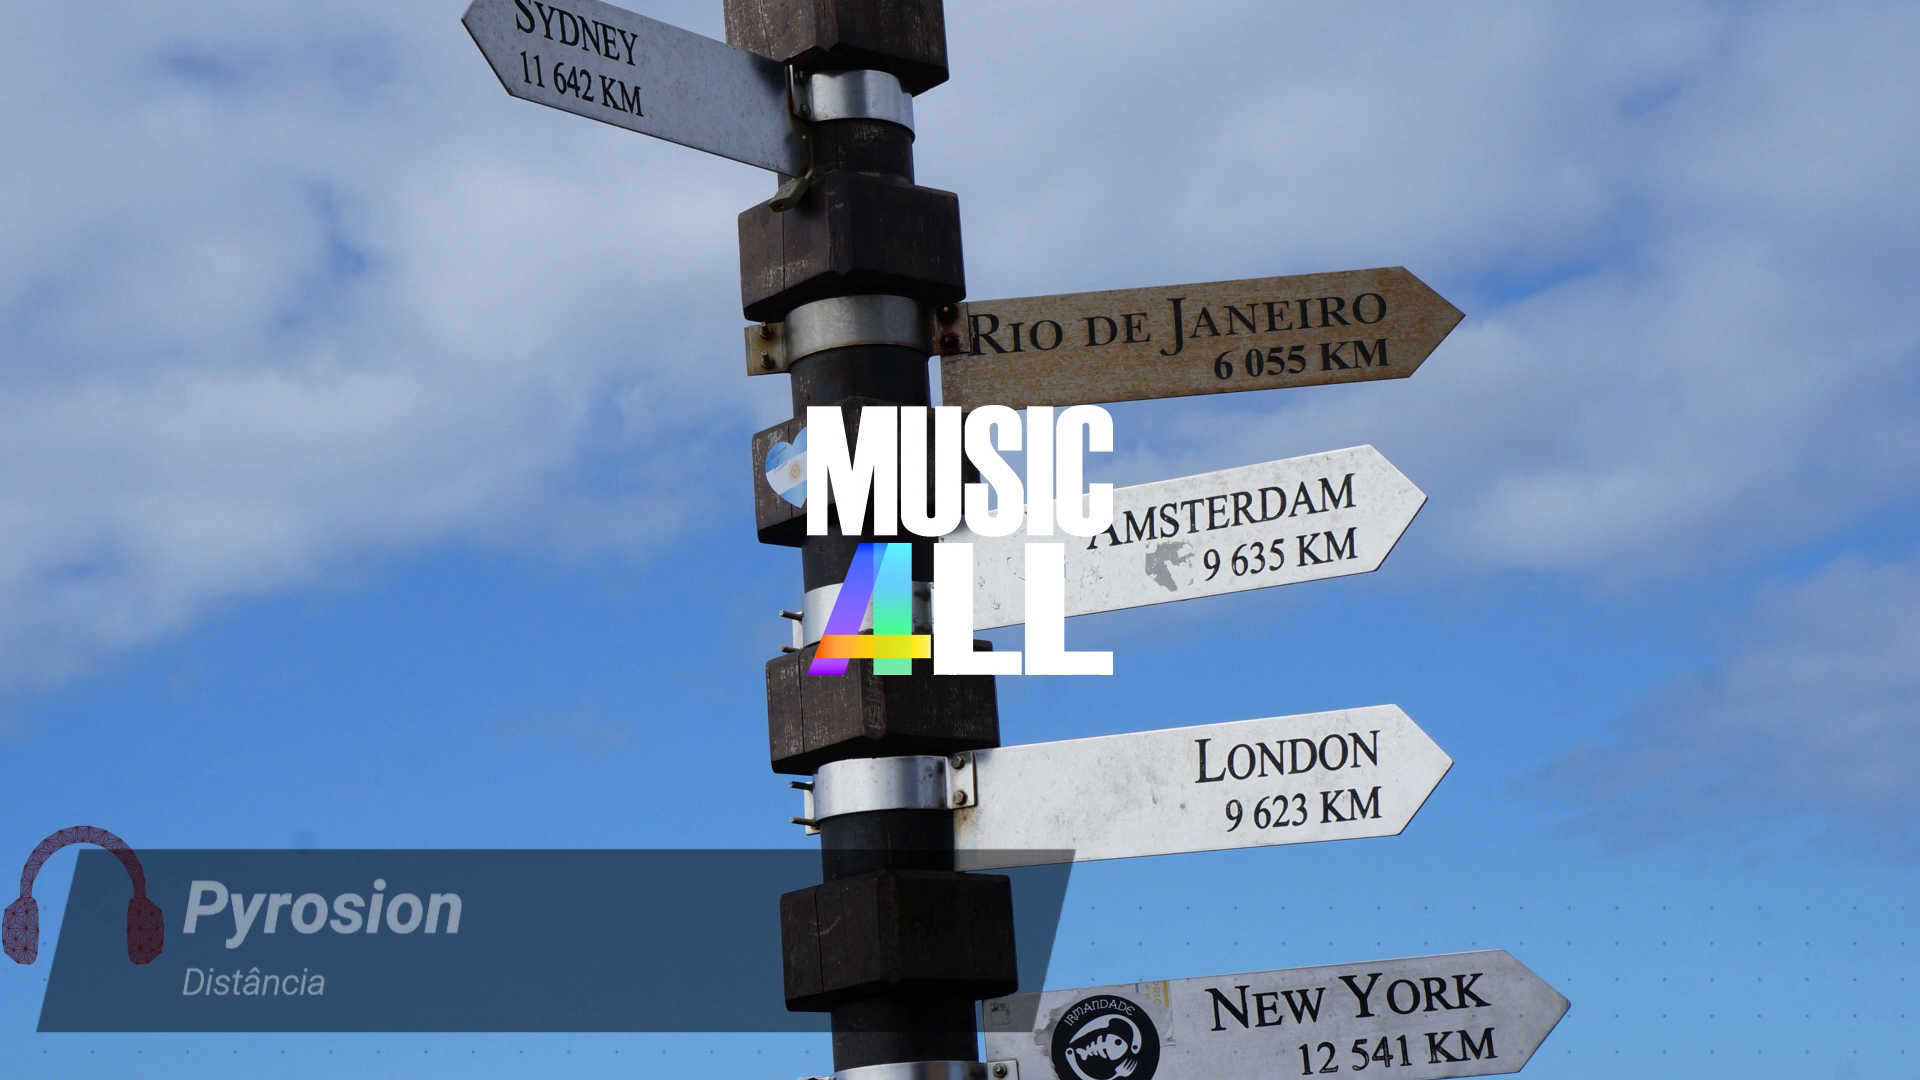 SYDNEY
11 642 KM
RIO DE JANEIRO
6 055 KM
MUSIC
4LL
AMSTERDAM
9 635 KM
LONDON
9 623 KM
Pyrosion
Distância
NEW YORK
12 541 KM
IRMANDADE